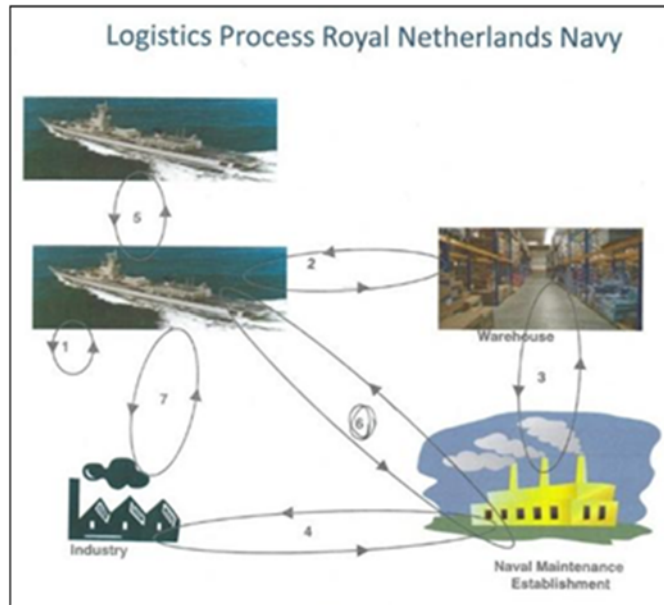 Logistics Process Royal Netherlands Navy
5
2
1
Warehouse
3
7
6
4
Industry
Naval Maintenance
Establishment